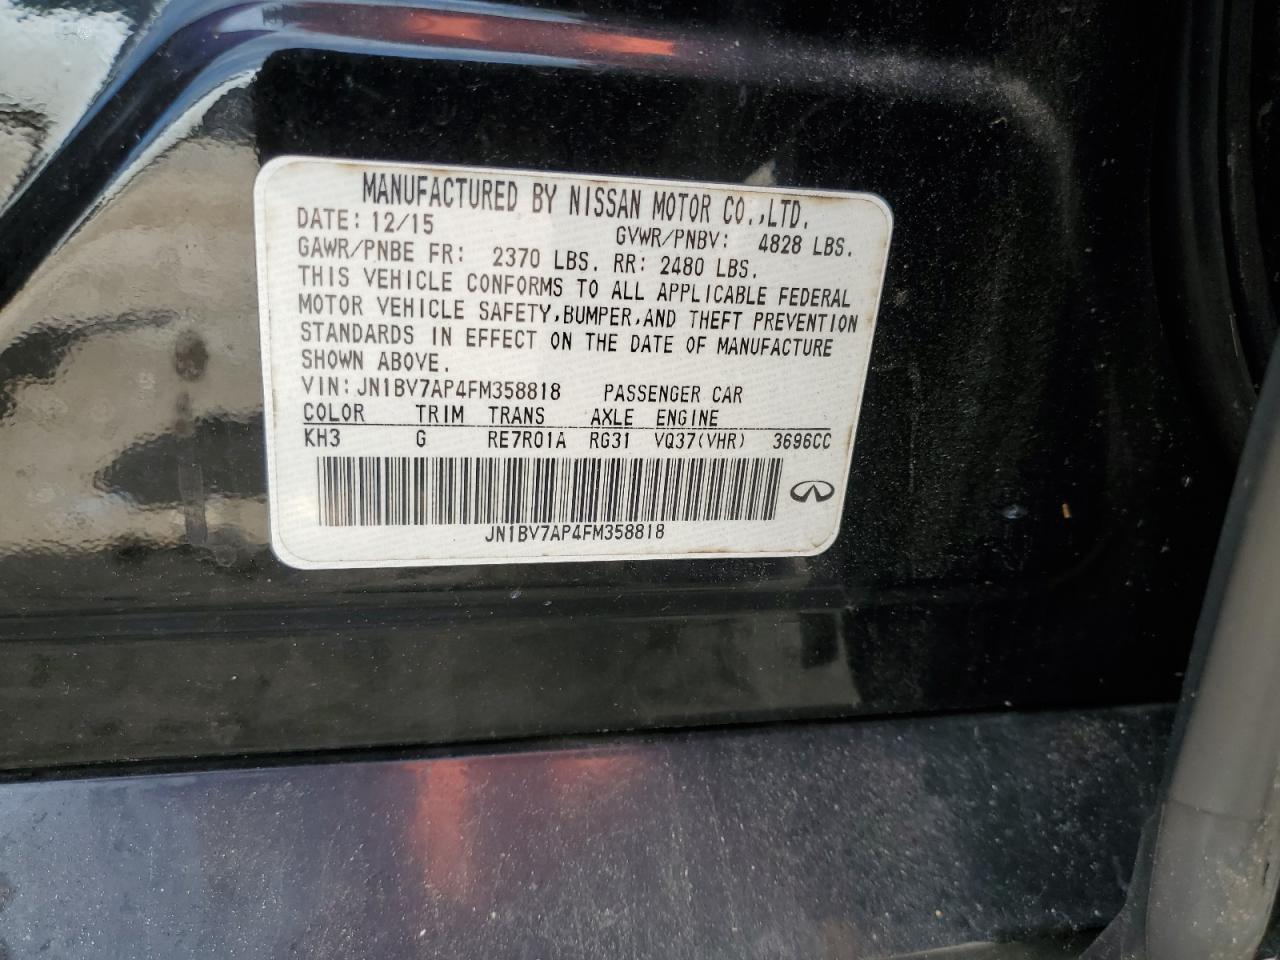 MANUFACTURED BY NISSAN MOTOR CO.,LTD.
DATE: 12/15 GVWR/PNBV: 4828 LBS.
GAWR/PNBE FR: 2370 LBS. RR: 2480 LBS.
THIS VEHICLE CONFORMS TO ALL APPLICABLE FEDERAL
MOTOR VEHICLE SAFETY,BUMPER,AND THEFT PREVENTION
STANDARDS IN EFFECT ON THE DATE OF MANUFACTURE
SHOWN ABOVE.
VIN:JN1BV7AP4FM358818 PASSENGER CAR
COLOR TRIM TRANS AXLE ENGINE
KH3 G RE7R01A RG31 VQ37(VHR) 3696CC
JN1BV7AP4FM358818